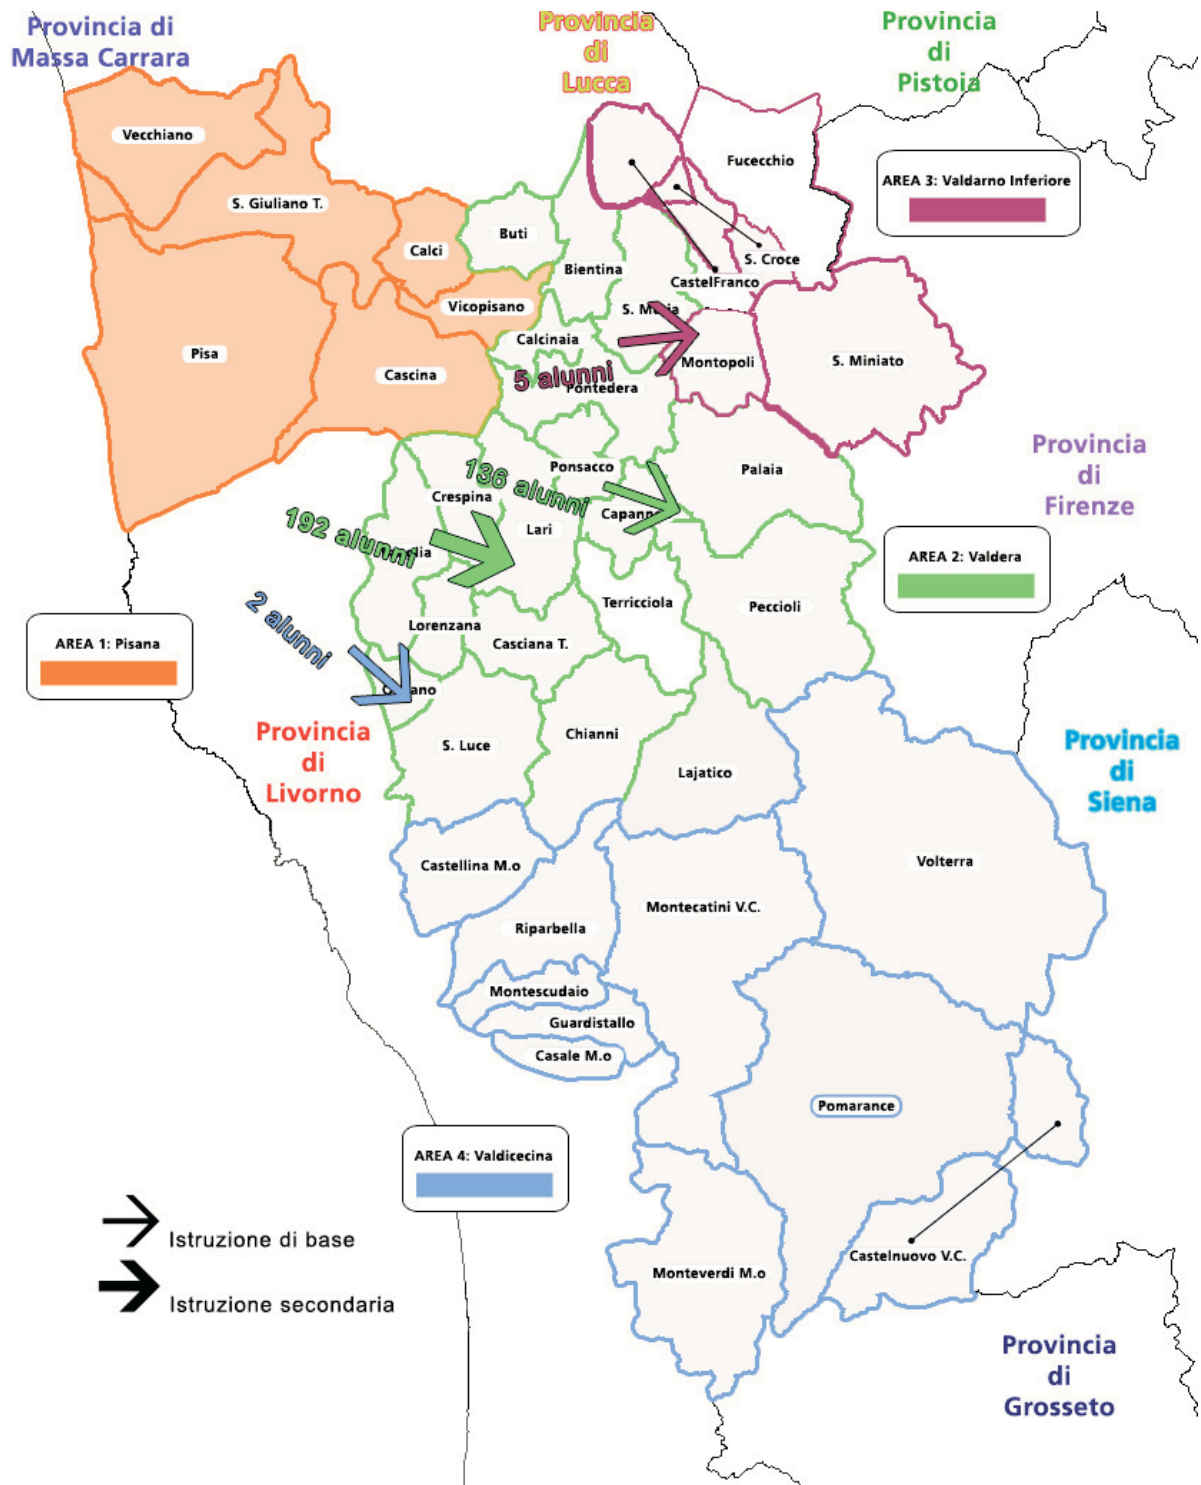 Provincia di
Massa Carrara
Provincia
di
Lucca
Provincia
di
Pistoia
Vecchiano
Fucecchio
AREA 3: Valdarno Inferiore
S. Giuliano T.
Buti
Calci
S. Croce
Bientina
CastelFranco
Vicopisano
S. Maria
Calcinaia
Pisa
Cascina
Montopoli
S. Miniato
5 alunni
Pontedera
Provincia
di
Firenze
Ponsacco
Palaia
136 alunni
Crespina
Lari
192 alunni
AREA 2: Valdera
Terricciola
Peccioli
2 alunni
Lorenzana
Casciana T.
AREA 1: Pisana
Provincia
di
Livorno
S. Luce
Chianni
Lajatico
Provincia
di
Siena
Castellina M.o
Volterra
Montecatini V.C.
Riparbella
Montescudaio
Guardistallo
Casale M.o
Pomarance
AREA 4: Valdicecina
Istruzione di base
Istruzione secondaria
Castelnuovo V.C.
Monteverdi M.o
Provincia
di
Grosseto